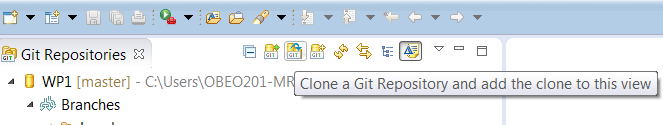 Git Repositories
WP1 [master] - C:\Users\OBEO201-MR
Clone a Git Repository and add the clone to this view
Branches